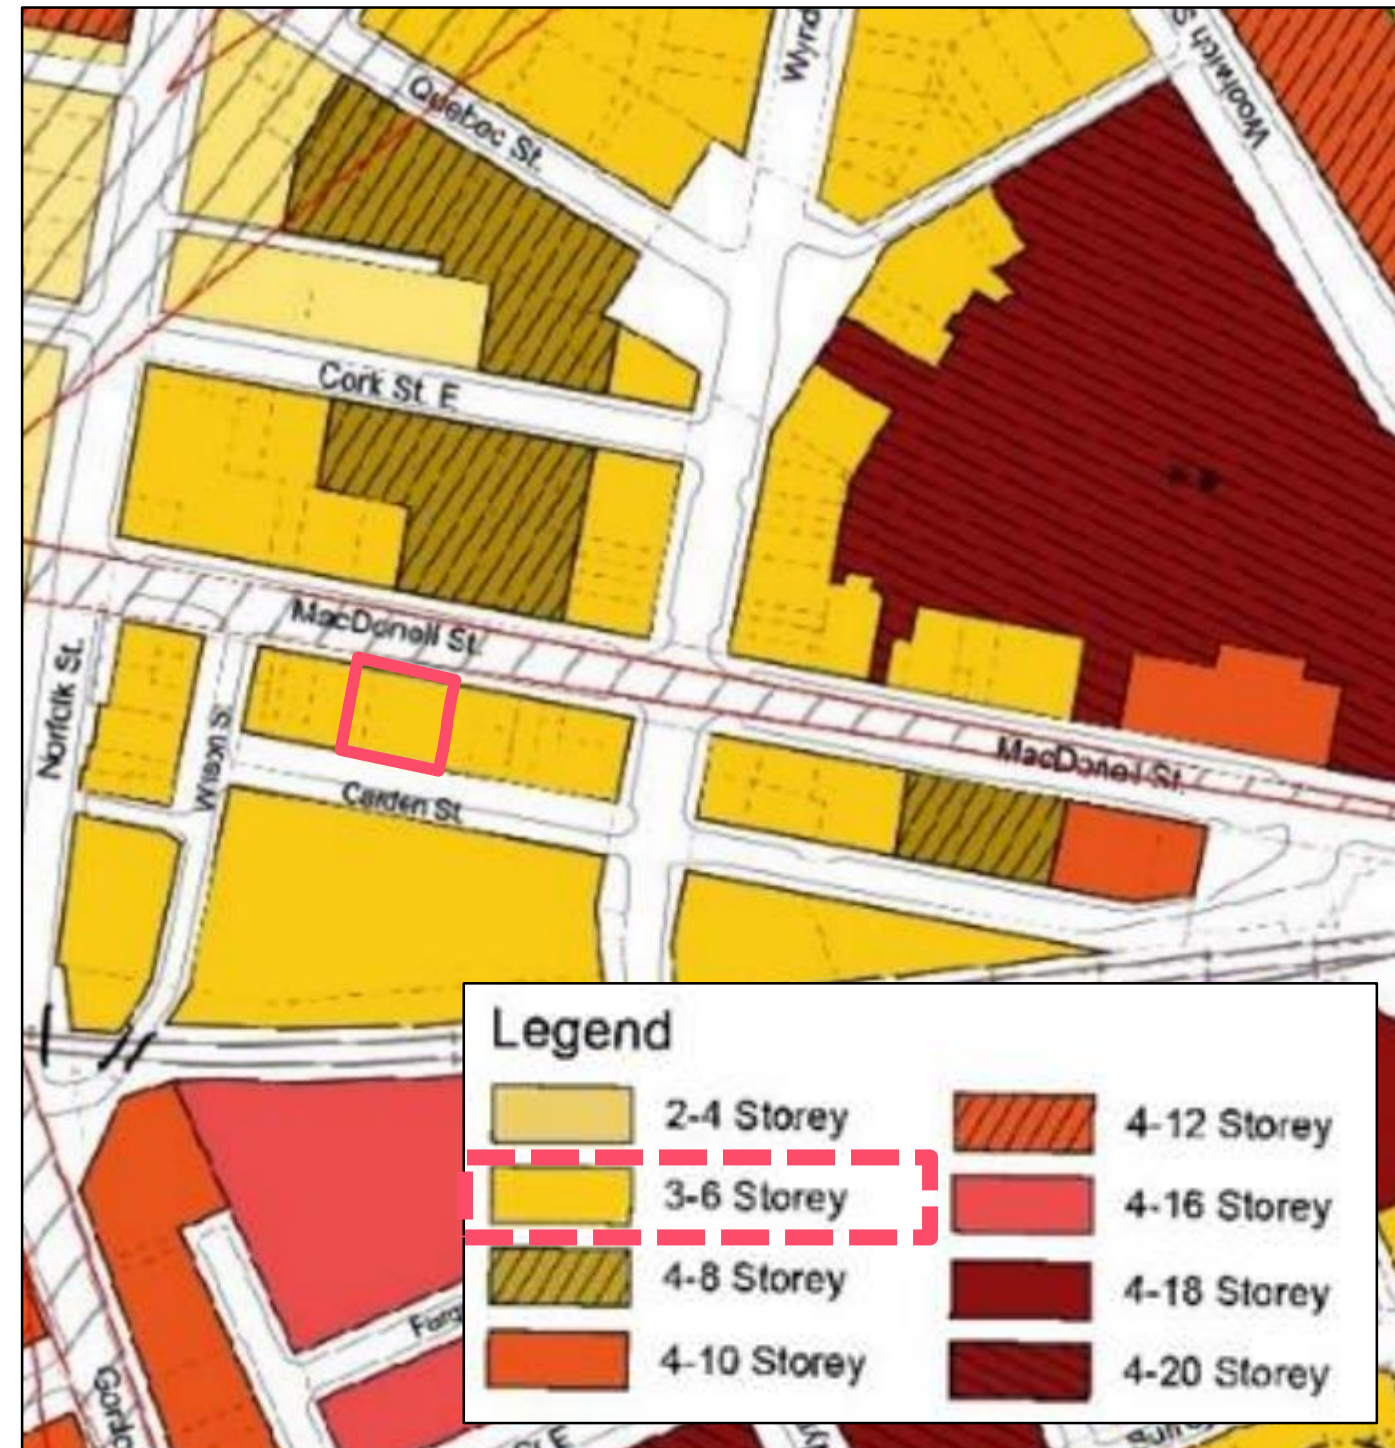 Quebec St.
Woolwich S
Cork St. E
MacDonell St.
Norfolk St.
Carden St
MacDonell St.
Legend
2-4 Storey
3-6 Storey
4-8 Storey
4-10 Storey
4-12 Storey
4-16 Storey
4-18 Storey
4-20 Storey